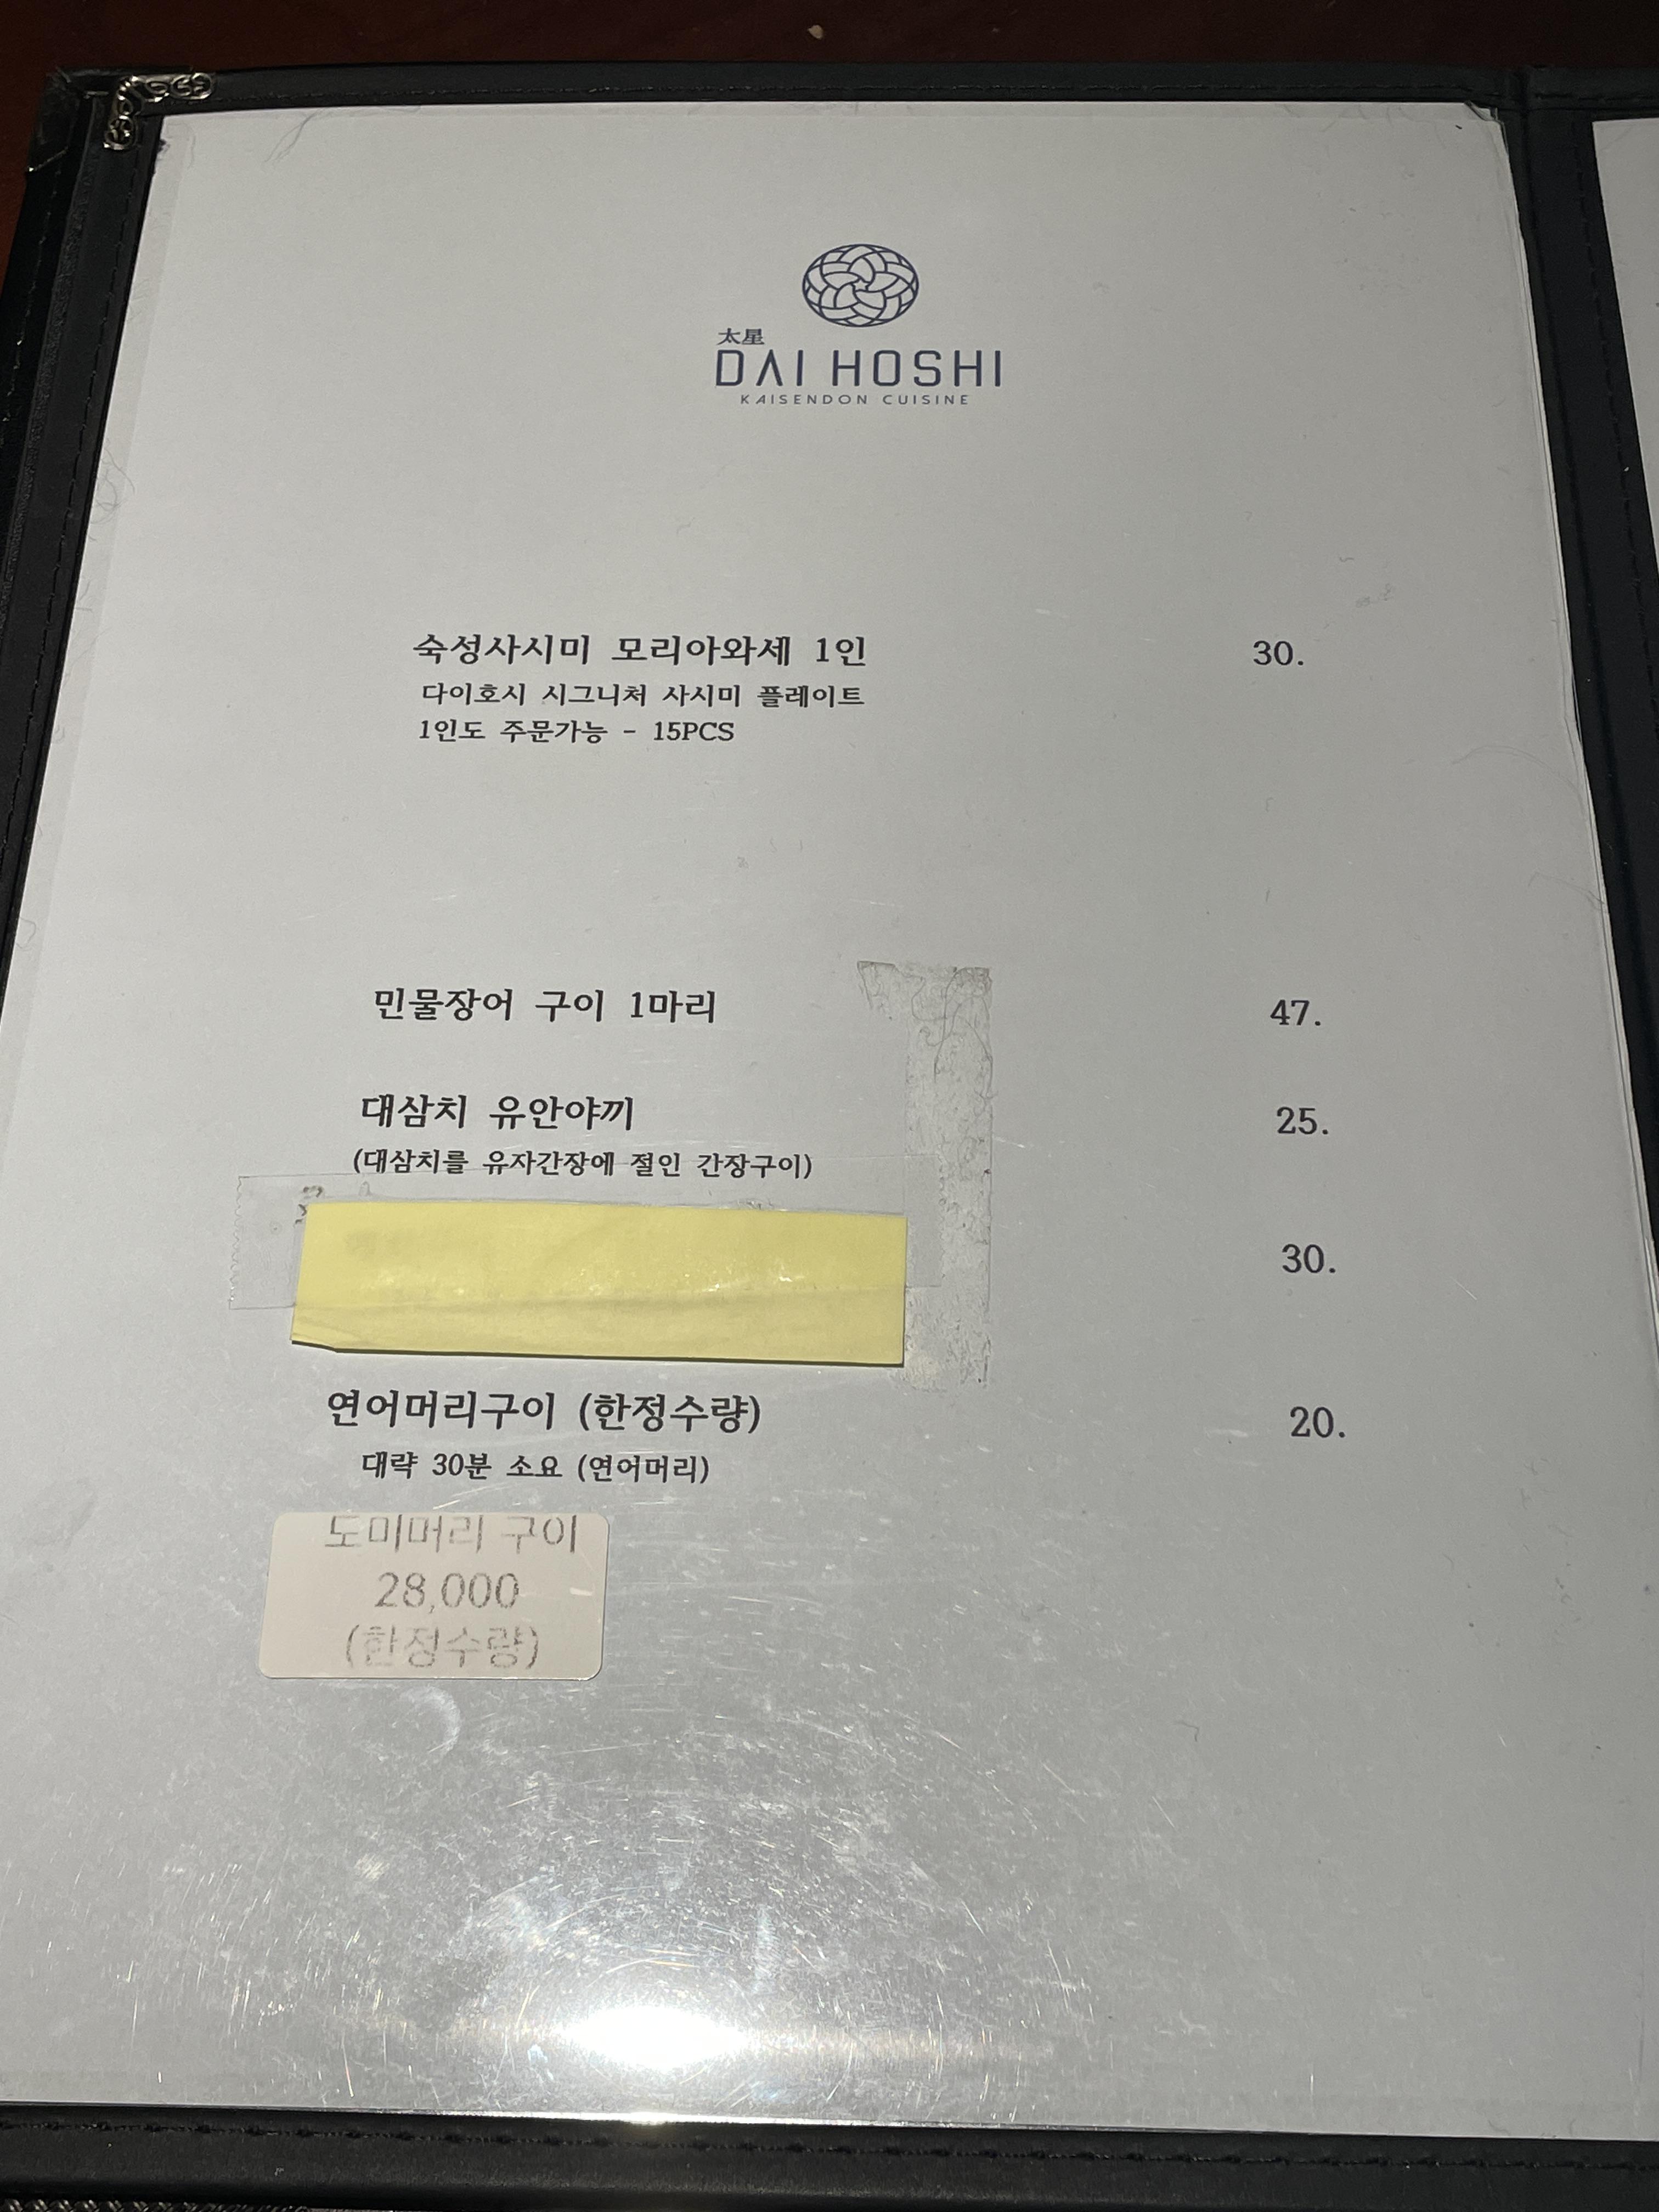 太星
DAI HOSHI
KAISENDON CUISINE
숙성사시미 모리아와세 1인 30.
다이호시 시그니처 사시미 플레이트
1인도 주문가능 - 15PCS
민물장어 구이 1마리 47.
대삼치 유안야끼 25.
(대삼치를 유자간장에 절인 간장구이)
30.
연어머리구이 (한정수량) 20.
대략 30분 소요 (연어머리)
도미머리 구이
28,000
(한정수량)